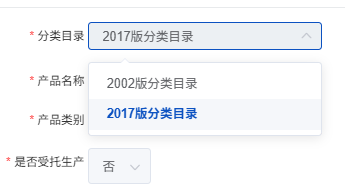 * 分类目录 2017版分类目录
2002版分类目录
* 产品名称
2017版分类目录
* 产品类别
* 是否受托生产 否